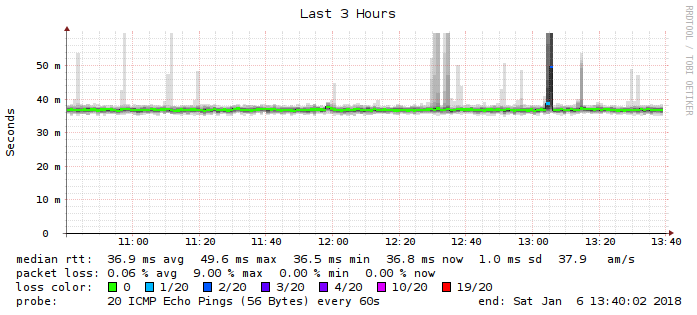 Last 3 Hours
RRDTOOL / TOBI OETIKER
Seconds
50 m
40 m
30 m
20 m
10 m
0
11:00 11:20 11:40 12:00 12:20 12:40 13:00 13:20 13:40
median rtt: 36.9 ms avg 49.6 ms max 36.5 ms min 36.8 ms now 1.0 ms sd 37.9 am/s
packet loss: 0.06 % avg 9.00 % max 0.00 % min 0.00 % now
loss color: 0 1/20 2/20 3/20 4/20 10/20 19/20
probe: 20 ICMP Echo Pings (56 Bytes) every 60s end: Sat Jan 6 13:40:02 2018